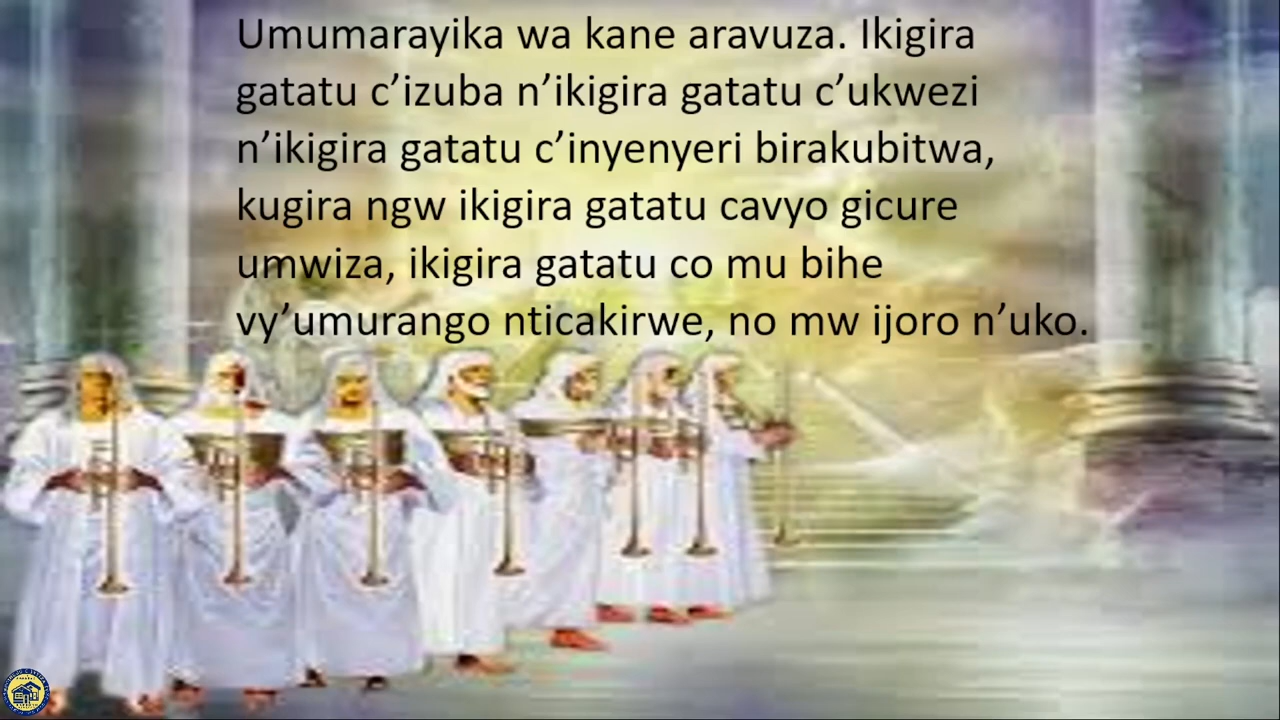 Umumarayika wa kane aravuza. Ikigira
gatatu c’izuba n’ikigira gatatu c’ukwezi
n’ikigira gatatu c’inyenyeri birakubitwa,
kugira ngw ikigira gatatu cavyo gicure
umwiza, ikigira gatatu co mu bihe
vy’umurango nticakirwe, no mw ijoro n’uko.